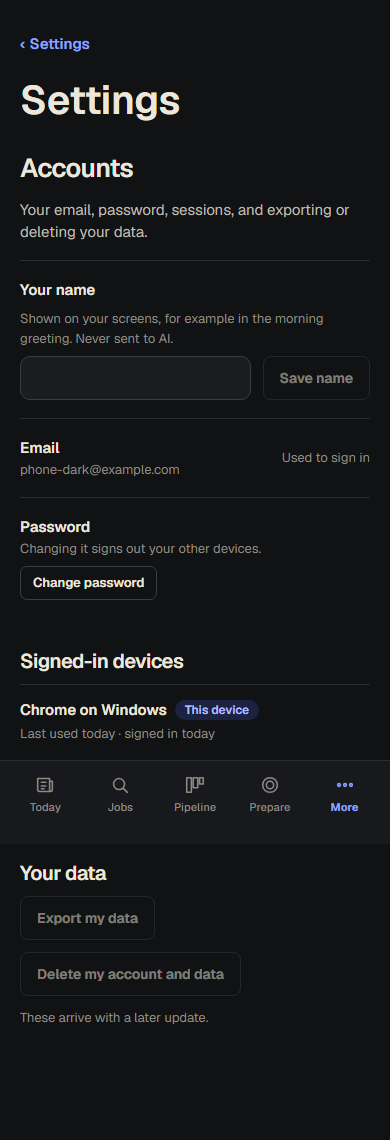 ‹ Settings
Settings
Accounts
Your email, password, sessions, and exporting or
deleting your data.
Your name
Shown on your screens, for example in the morning
greeting. Never sent to AI.
Save name
Email
phone-dark@example.com
Used to sign in
Password
Changing it signs out your other devices.
Change password
Signed-in devices
Chrome on Windows This device
Last used today · signed in today
Today Jobs Pipeline Prepare More
Your data
Export my data
Delete my account and data
These arrive with a later update.